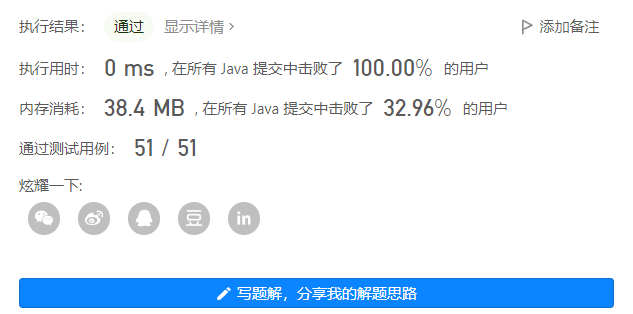 执行结果： 通过 显示详情 › 添加备注
执行用时： 0 ms , 在所有 Java 提交中击败了 100.00% 的用户
内存消耗： 38.4 MB , 在所有 Java 提交中击败了 32.96% 的用户
通过测试用例： 51 / 51
炫耀一下:
豆 in
写题解，分享我的解题思路